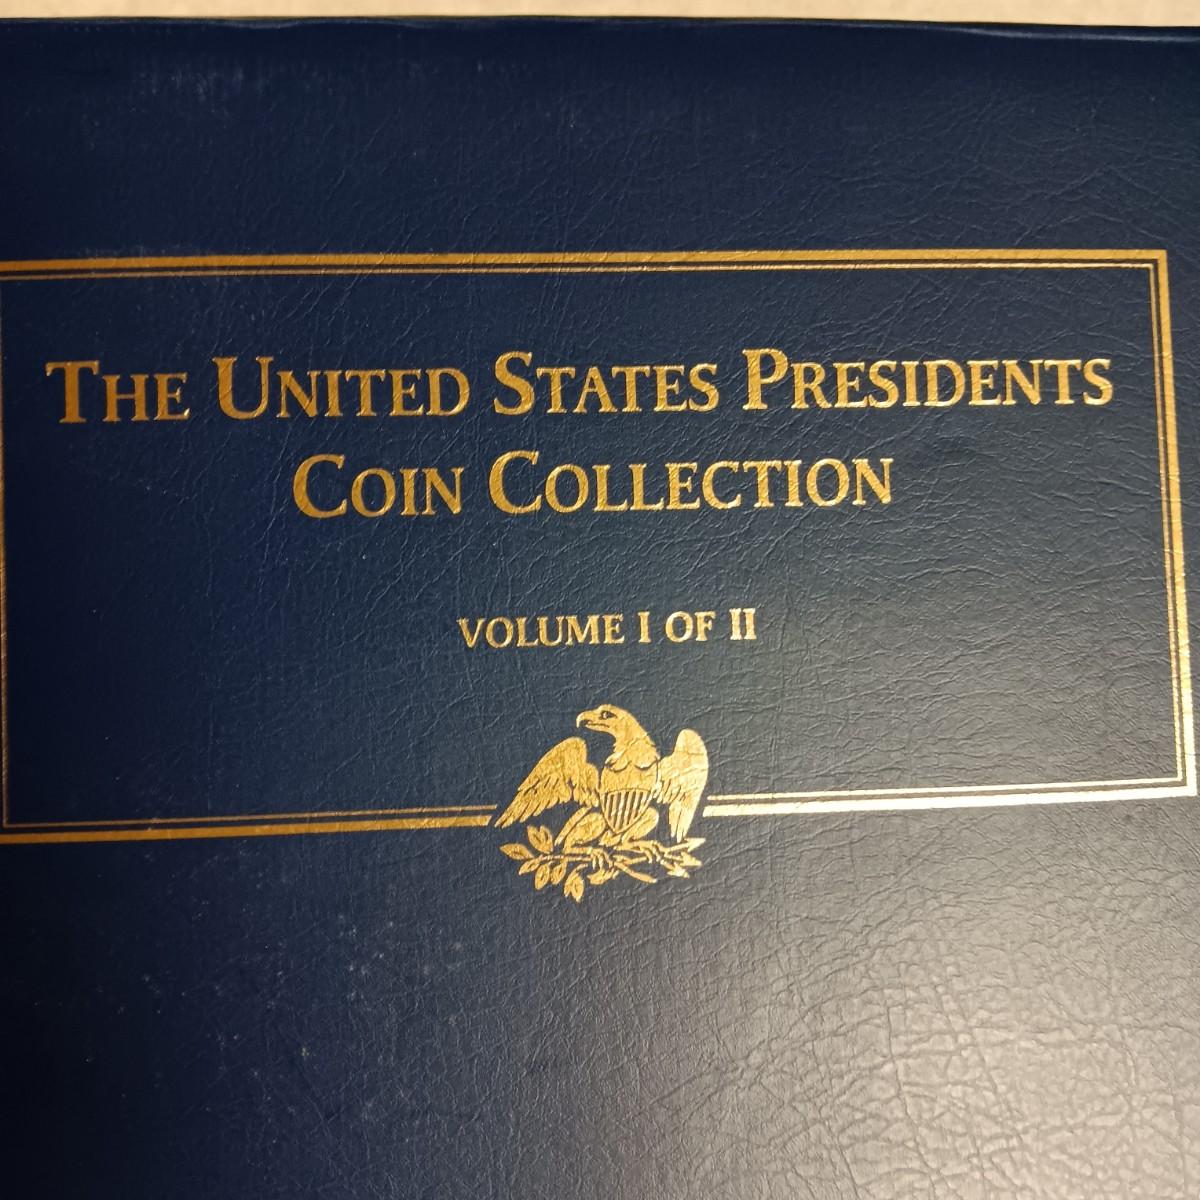 THE UNITED STATES PRESIDENTS
COIN COLLECTION
VOLUME I OF II